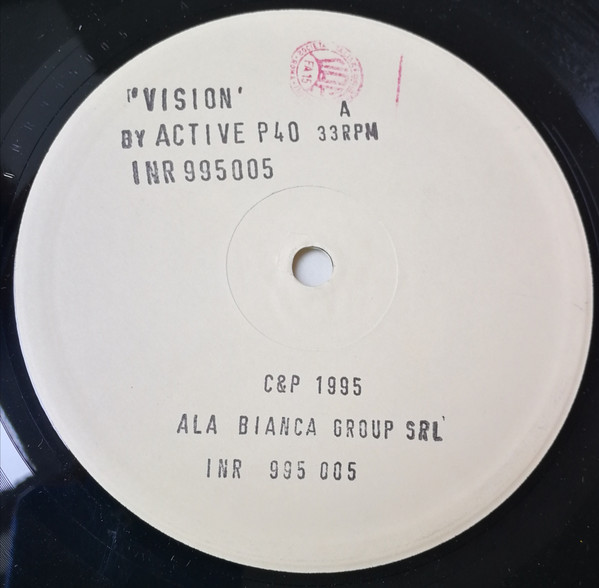 "VISION'
A
BY ACTIVE P40 33RPM
INR 995005
C&P 1995
ALA BIANCA GROUP SRL
INR 995 005